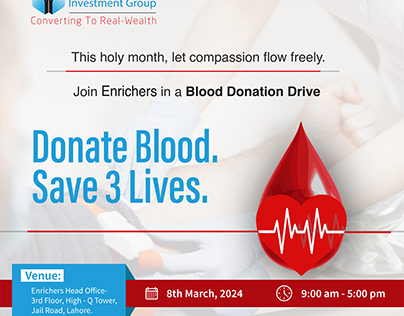 Investment Group
Converting To Real-Wealth
This holy month, let compassion flow freely.
Join Enrichers in a Blood Donation Drive
Donate Blood.
Save 3 Lives.
Venue:
Enrichers Head Office-
3rd Floor, High - Q Tower,
Jail Road, Lahore.
8th March, 2024
9:00 am - 5:00 pm